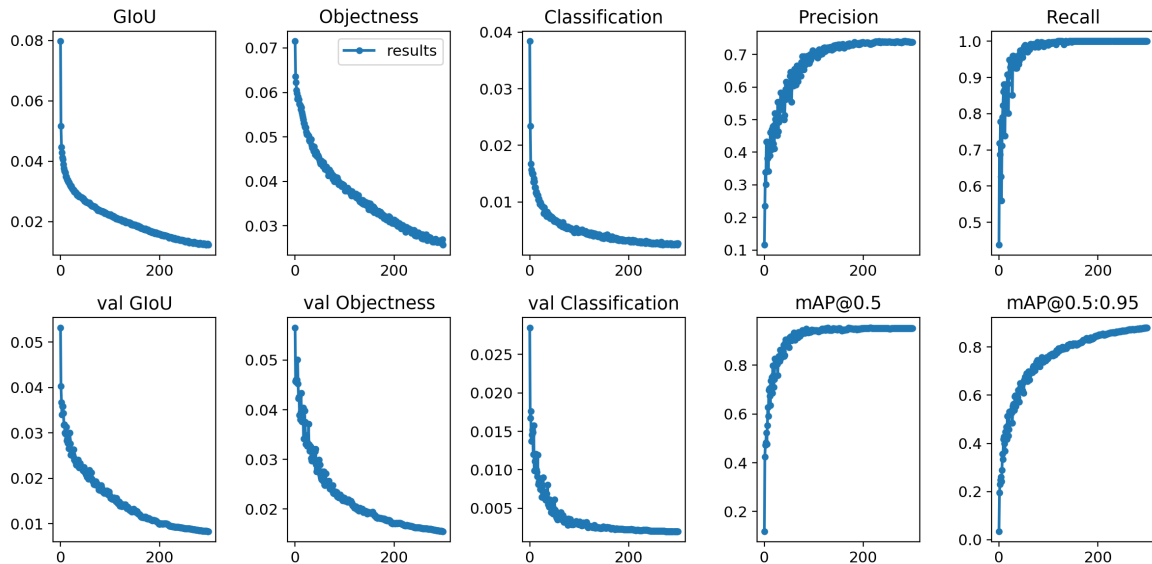 GIoU Objectness Classification Precision Recall
0.08 0.07 0.04 0.7 1.0
results
0.06 0.06 0.03 0.6 0.9
0.5 0.8
0.04 0.05 0.02 0.4 0.7
0.04 0.3 0.6
0.02 0.03 0.01 0.2 0.5
0.1
0 200 0 200 0 200 0 200 0 200
val GIoU val Objectness val Classification mAP@0.5 mAP@0.5:0.95
0.05 0.05 0.025 0.8 0.8
0.04 0.04 0.020 0.6 0.6
0.03 0.03 0.015 0.4 0.4
0.02 0.02 0.010 0.2 0.2
0.01 0.005 0.0
0 200 0 200 0 200 0 200 0 200